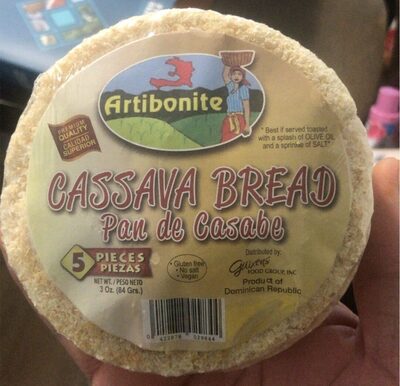 Artibonite
PREMIUM
QUALITY
CALIDAD
SUPERIOR
"Best if served toasted
with a splash of OLIVE OIL
and a sprinkle of SALT"
CASSAVA BREAD
Pan de Casabe
5 PIECES
PIEZAS
NET WT. / PESO NETO
3 Oz. (84 Grs.)
• Gluten free
• No salt
• Vegan
Distributed by:
Guixens
FOOD GROUP, INC
Product of
Dominican Republic